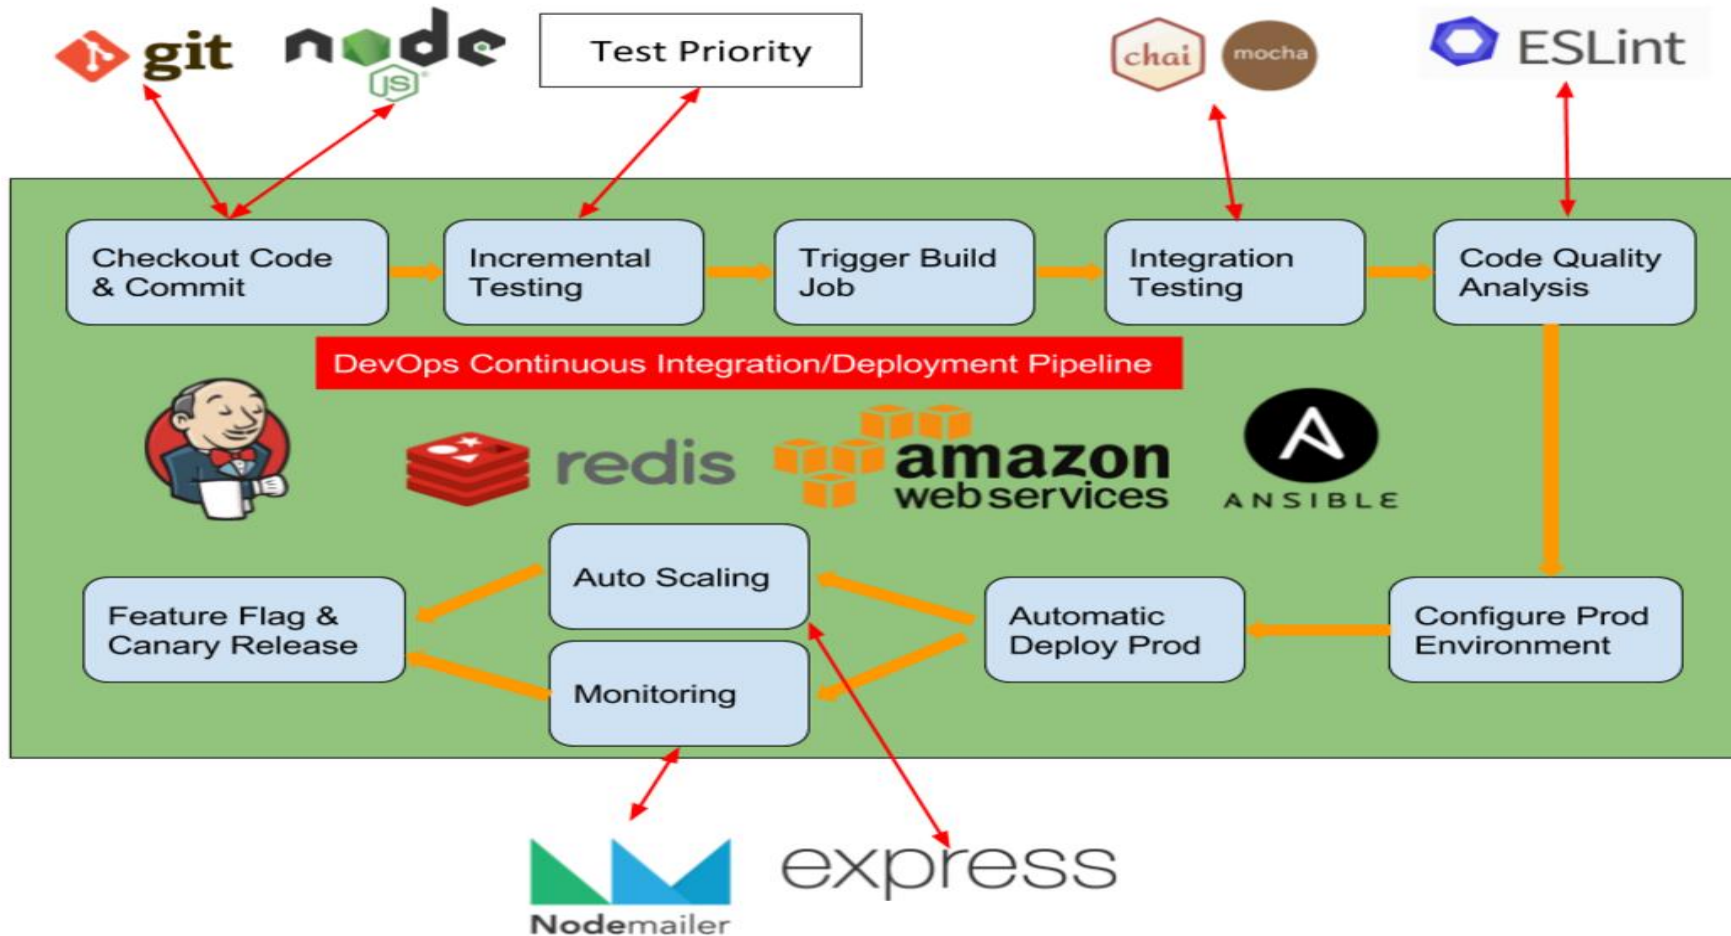 git
node
JS
Test Priority
chai
mocha
ESLint
Checkout Code
& Commit
Incremental
Testing
Trigger Build
Job
Integration
Testing
Code Quality
Analysis
DevOps Continuous Integration/Deployment Pipeline
redis
amazon
webservices
A
ANSIBLE
Feature Flag &
Canary Release
Auto Scaling
Monitoring
Automatic
Deploy Prod
Configure Prod
Environment
Nodemailer
express